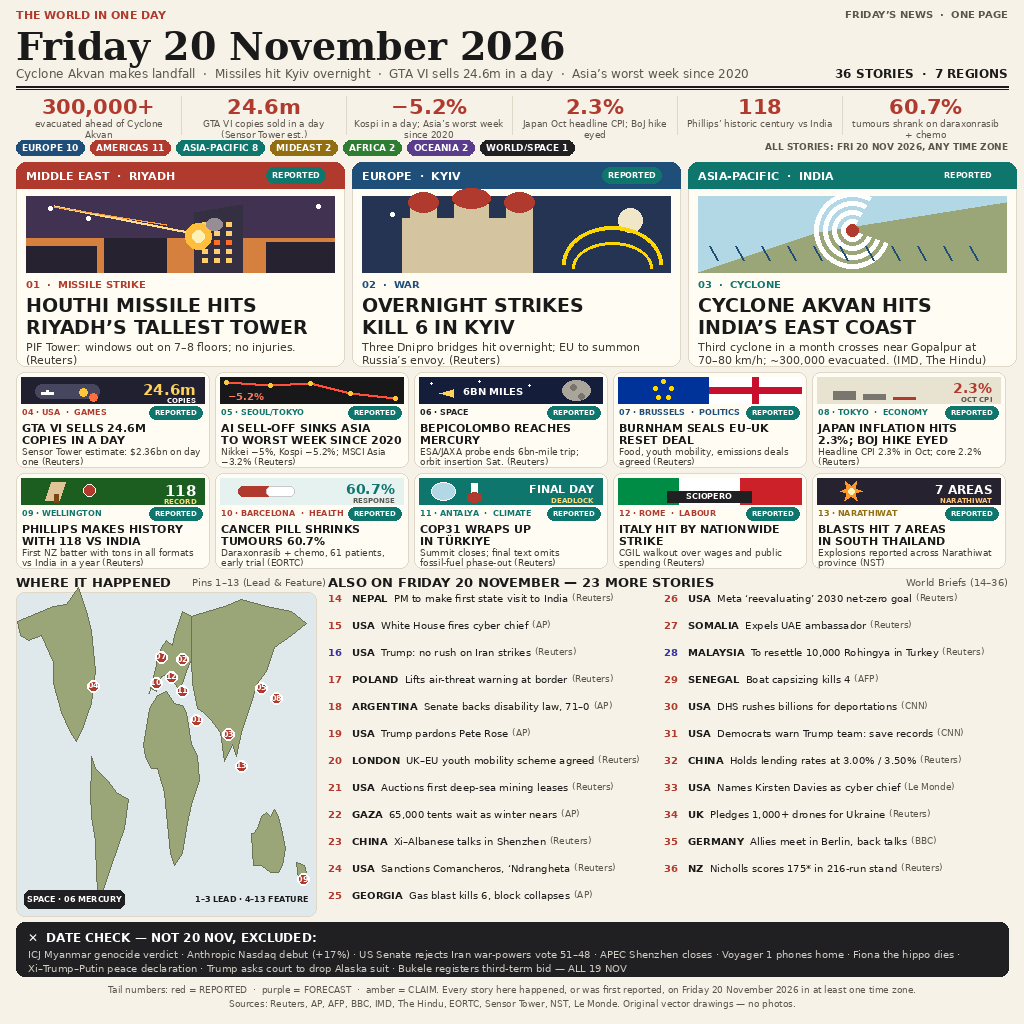 THE WORLD IN ONE DAY
FRIDAY'S NEWS · ONE PAGE
Friday 20 November 2026
Cyclone Akvan makes landfall · Missiles hit Kyiv overnight · GTA VI sells 24.6m in a day · Asia's worst week since 2020
36 STORIES · 7 REGIONS
300,000+
evacuated ahead of Cyclone
Akvan
24.6m
GTA VI copies sold in a day
(Sensor Tower est.)
−5.2%
Kospi in a day; Asia's worst week
since 2020
2.3%
Japan Oct headline CPI; BoJ hike
eyed
118
Phillips' historic century vs India
60.7%
tumours shrank on daraxonrasib
+ chemo
EUROPE 10
AMERICAS 11
ASIA-PACIFIC 8
MIDEAST 2
AFRICA 2
OCEANIA 2
WORLD/SPACE 1
ALL STORIES: FRI 20 NOV 2026, ANY TIME ZONE
MIDDLE EAST · RIYADH
REPORTED
01 · MISSILE STRIKE
HOUTHI MISSILE HITS
RIYADH'S TALLEST TOWER
PIF Tower: windows out on 7–8 floors; no injuries.
(Reuters)
EUROPE · KYIV
REPORTED
02 · WAR
OVERNIGHT STRIKES
KILL 6 IN KYIV
Three Dnipro bridges hit overnight; EU to summon
Russia's envoy. (Reuters)
ASIA-PACIFIC · INDIA
REPORTED
03 · CYCLONE
CYCLONE AKVAN HITS
INDIA'S EAST COAST
Third cyclone in a month crosses near Gopalpur at
70–80 km/h; ~300,000 evacuated. (IMD, The Hindu)
24.6m
COPIES
04 · USA · GAMES
REPORTED
GTA VI SELLS 24.6M
COPIES IN A DAY
Sensor Tower estimate: $2.36bn on day
one (Reuters)
−5.2%
05 · SEOUL/TOKYO
REPORTED
AI SELL-OFF SINKS ASIA
TO WORST WEEK SINCE 2020
Nikkei −5%, Kospi −5.2%; MSCI Asia
−3.2% (Reuters)
6BN MILES
06 · SPACE
REPORTED
BEPICOLOMBO REACHES
MERCURY
ESA/JAXA probe ends 6bn-mile trip;
orbit insertion Sat. (Reuters)
07 · BRUSSELS · POLITICS
REPORTED
BURNHAM SEALS EU–UK
RESET DEAL
Food, youth mobility, emissions deals
agreed (Reuters)
2.3%
OCT CPI
08 · TOKYO · ECONOMY
REPORTED
JAPAN INFLATION HITS
2.3%; BOJ HIKE EYED
Headline CPI 2.3% in Oct; core 2.2%
(Reuters)
118
RECORD
09 · WELLINGTON
REPORTED
PHILLIPS MAKES HISTORY
WITH 118 VS INDIA
First NZ batter with tons in all formats
vs India in a year (Reuters)
60.7%
RESPONSE
10 · BARCELONA · HEALTH
REPORTED
CANCER PILL SHRINKS
TUMOURS 60.7%
Daraxonrasib + chemo, 61 patients,
early trial (EORTC)
FINAL DAY
DEADLOCK
11 · ANTALYA · CLIMATE
REPORTED
COP31 WRAPS UP
IN TÜRKIYE
Summit closes; final text omits
fossil-fuel phase-out (Reuters)
SCIOPERO
12 · ROME · LABOUR
REPORTED
ITALY HIT BY NATIONWIDE
STRIKE
CGIL walkout over wages and public
spending (Reuters)
7 AREAS
NARATHIWAT
13 · NARATHIWAT
REPORTED
BLASTS HIT 7 AREAS
IN SOUTH THAILAND
Explosions reported across Narathiwat
province (NST)
WHERE IT HAPPENED
Pins 1–13 (Lead & Feature)
07
02
10
12
11
04
05
08
01
03
13
09
SPACE · 06 MERCURY
1–3 LEAD · 4–13 FEATURE
ALSO ON FRIDAY 20 NOVEMBER — 23 MORE STORIES
World Briefs (14–36)
14 NEPAL PM to make first state visit to India (Reuters)
15 USA White House fires cyber chief (AP)
16 USA Trump: no rush on Iran strikes (Reuters)
17 POLAND Lifts air-threat warning at border (Reuters)
18 ARGENTINA Senate backs disability law, 71–0 (AP)
19 USA Trump pardons Pete Rose (AP)
20 LONDON UK–EU youth mobility scheme agreed (Reuters)
21 USA Auctions first deep-sea mining leases (Reuters)
22 GAZA 65,000 tents wait as winter nears (AP)
23 CHINA Xi–Albanese talks in Shenzhen (Reuters)
24 USA Sanctions Comancheros, 'Ndrangheta (Reuters)
25 GEORGIA Gas blast kills 6, block collapses (AP)
26 USA Meta 'reevaluating' 2030 net-zero goal (Reuters)
27 SOMALIA Expels UAE ambassador (Reuters)
28 MALAYSIA To resettle 10,000 Rohingya in Turkey (Reuters)
29 SENEGAL Boat capsizing kills 4 (AFP)
30 USA DHS rushes billions for deportations (CNN)
31 USA Democrats warn Trump team: save records (CNN)
32 CHINA Holds lending rates at 3.00% / 3.50% (Reuters)
33 USA Names Kirsten Davies as cyber chief (Le Monde)
34 UK Pledges 1,000+ drones for Ukraine (Reuters)
35 GERMANY Allies meet in Berlin, back talks (BBC)
36 NZ Nicholls scores 175* in 216-run stand (Reuters)
✕ DATE CHECK — NOT 20 NOV, EXCLUDED:
ICJ Myanmar genocide verdict · Anthropic Nasdaq debut (+17%) · US Senate rejects Iran war-powers vote 51–48 · APEC Shenzhen closes · Voyager 1 phones home · Fiona the hippo dies ·
Xi–Trump–Putin peace declaration · Trump asks court to drop Alaska suit · Bukele registers third-term bid — ALL 19 NOV
Tail numbers: red = REPORTED · purple = FORECAST · amber = CLAIM. Every story here happened, or was first reported, on Friday 20 November 2026 in at least one time zone.
Sources: Reuters, AP, AFP, BBC, IMD, The Hindu, EORTC, Sensor Tower, NST, Le Monde. Original vector drawings — no photos.